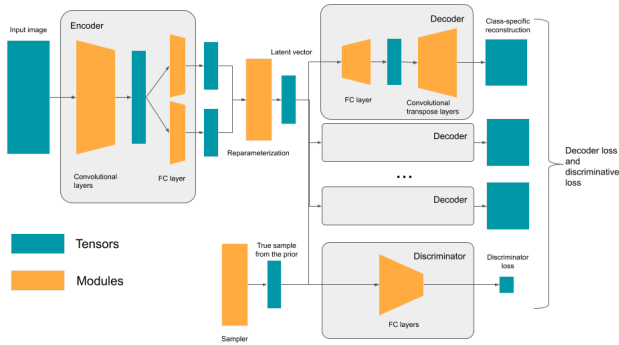 Input image
Encoder
Convolutional
layers
FC layer
Reparameterization
Latent vector
Decoder
FC layer
Convolutional
transpose layers
Class-specific
reconstruction
Decoder
...
Decoder
Decoder loss
and
discriminative
loss
Tensors
Modules
True sample
from the prior
Sampler
Discriminator
FC layers
Discriminator
loss